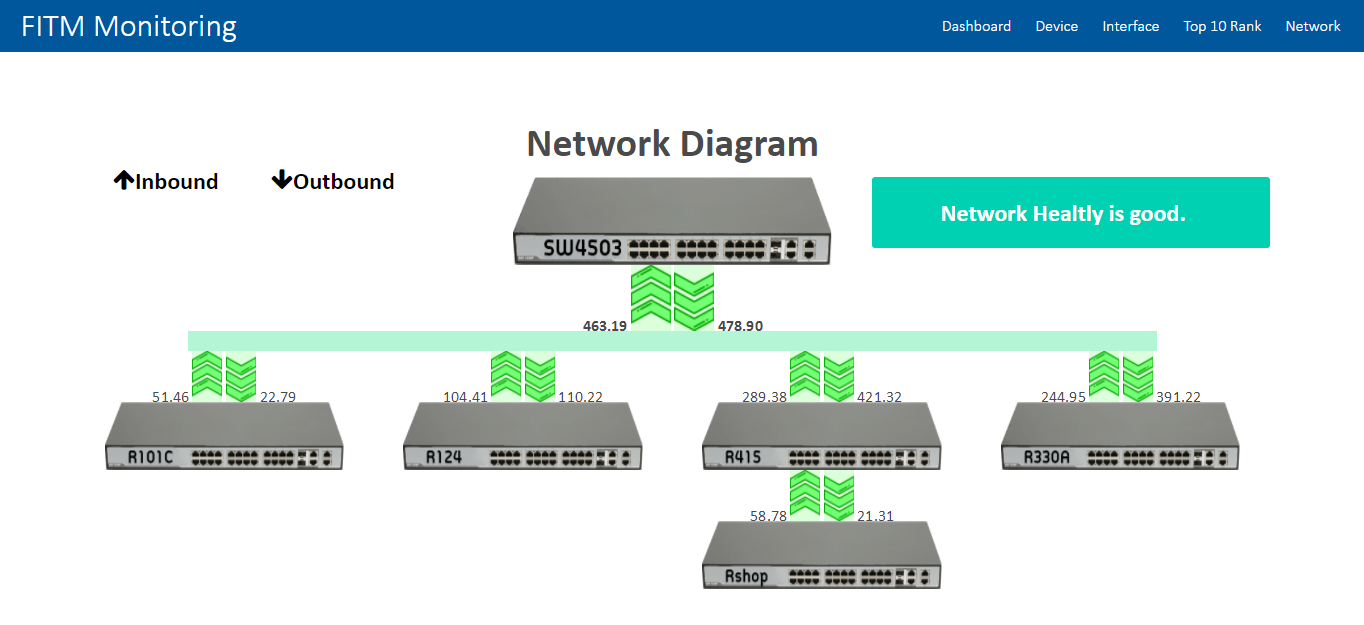 FITM Monitoring
Dashboard Device Interface Top 10 Rank Network
Network Diagram
Inbound Outbound
Network Healtly is good.
SW4503
463.19 478.90
51.46 22.79 104.41 110.22 289.38 421.32 244.95 391.22
R101C R124 R415 R330A
58.78 21.31
Rshop